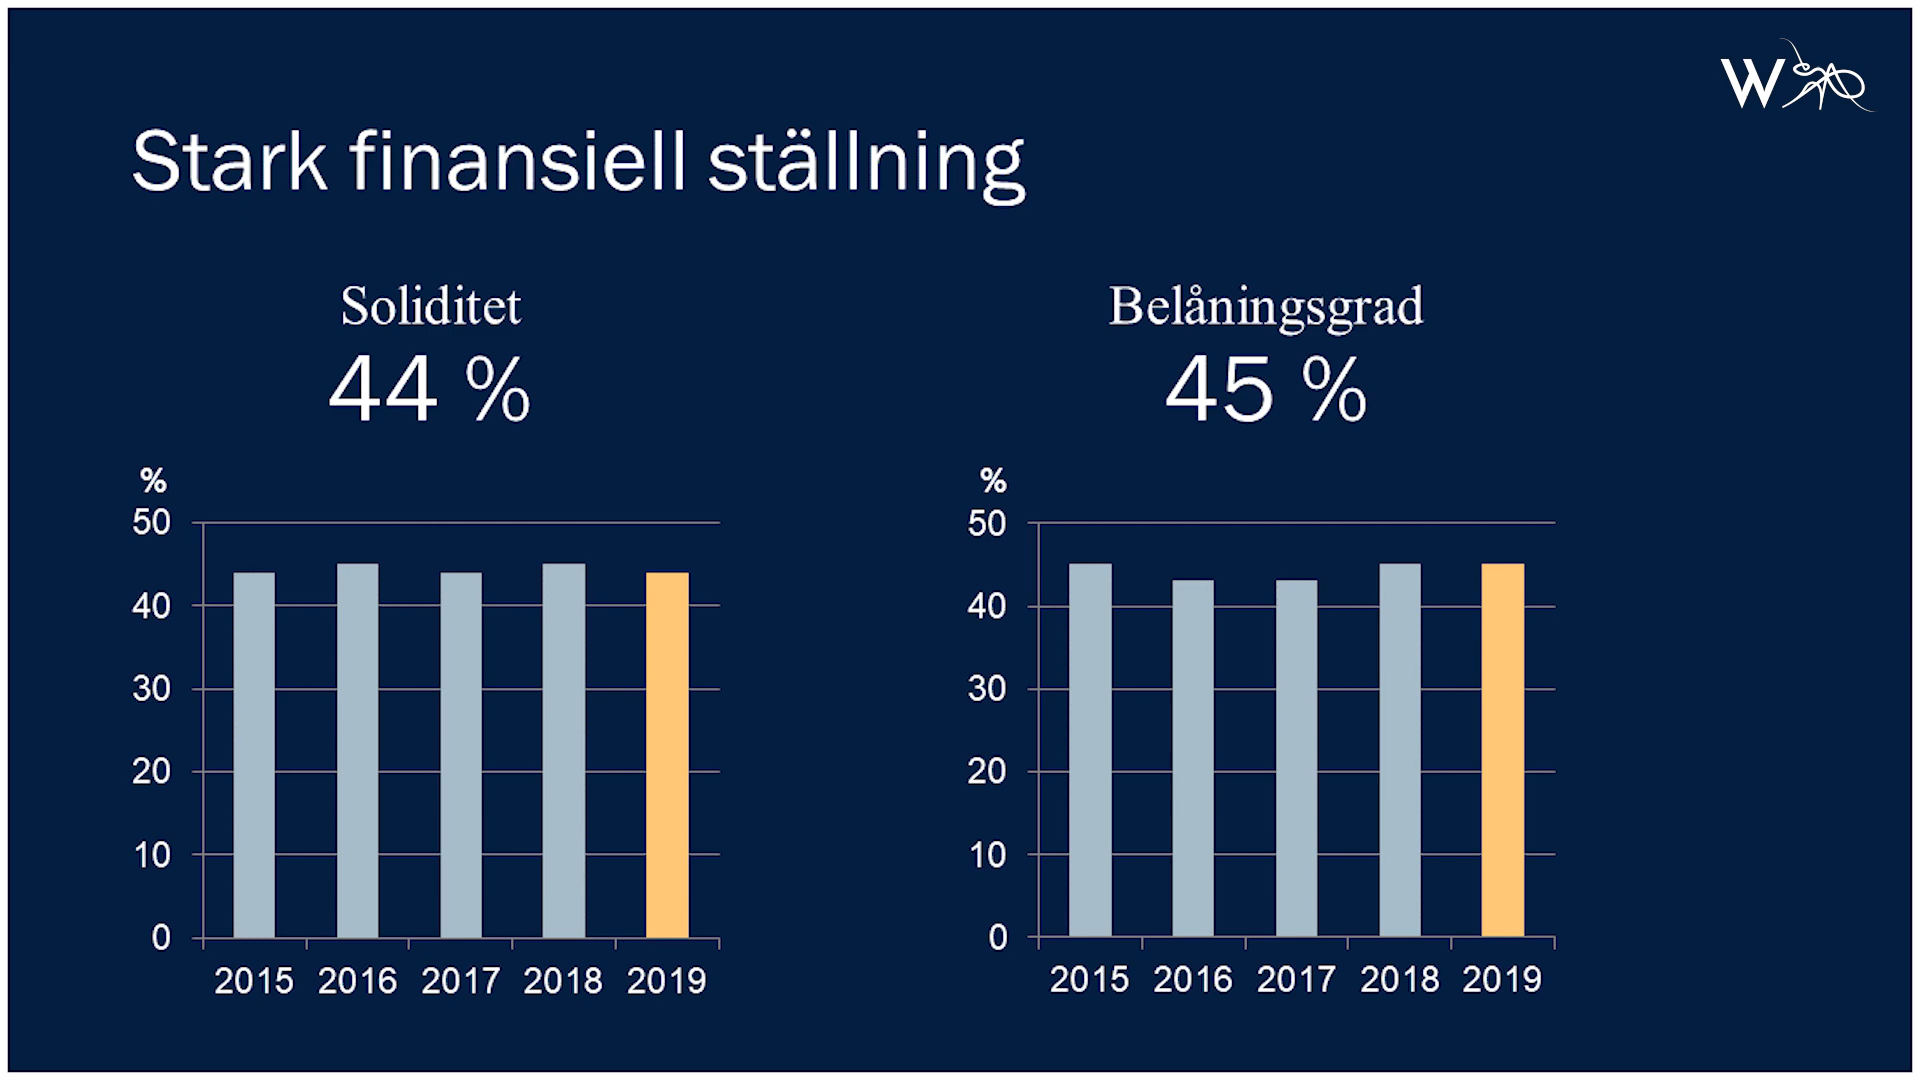 W
Stark finansiell ställning
Soliditet
44 %
%
50
40
30
20
10
0
2015 2016 2017 2018 2019
Belåningsgrad
45 %
%
50
40
30
20
10
0
2015 2016 2017 2018 2019